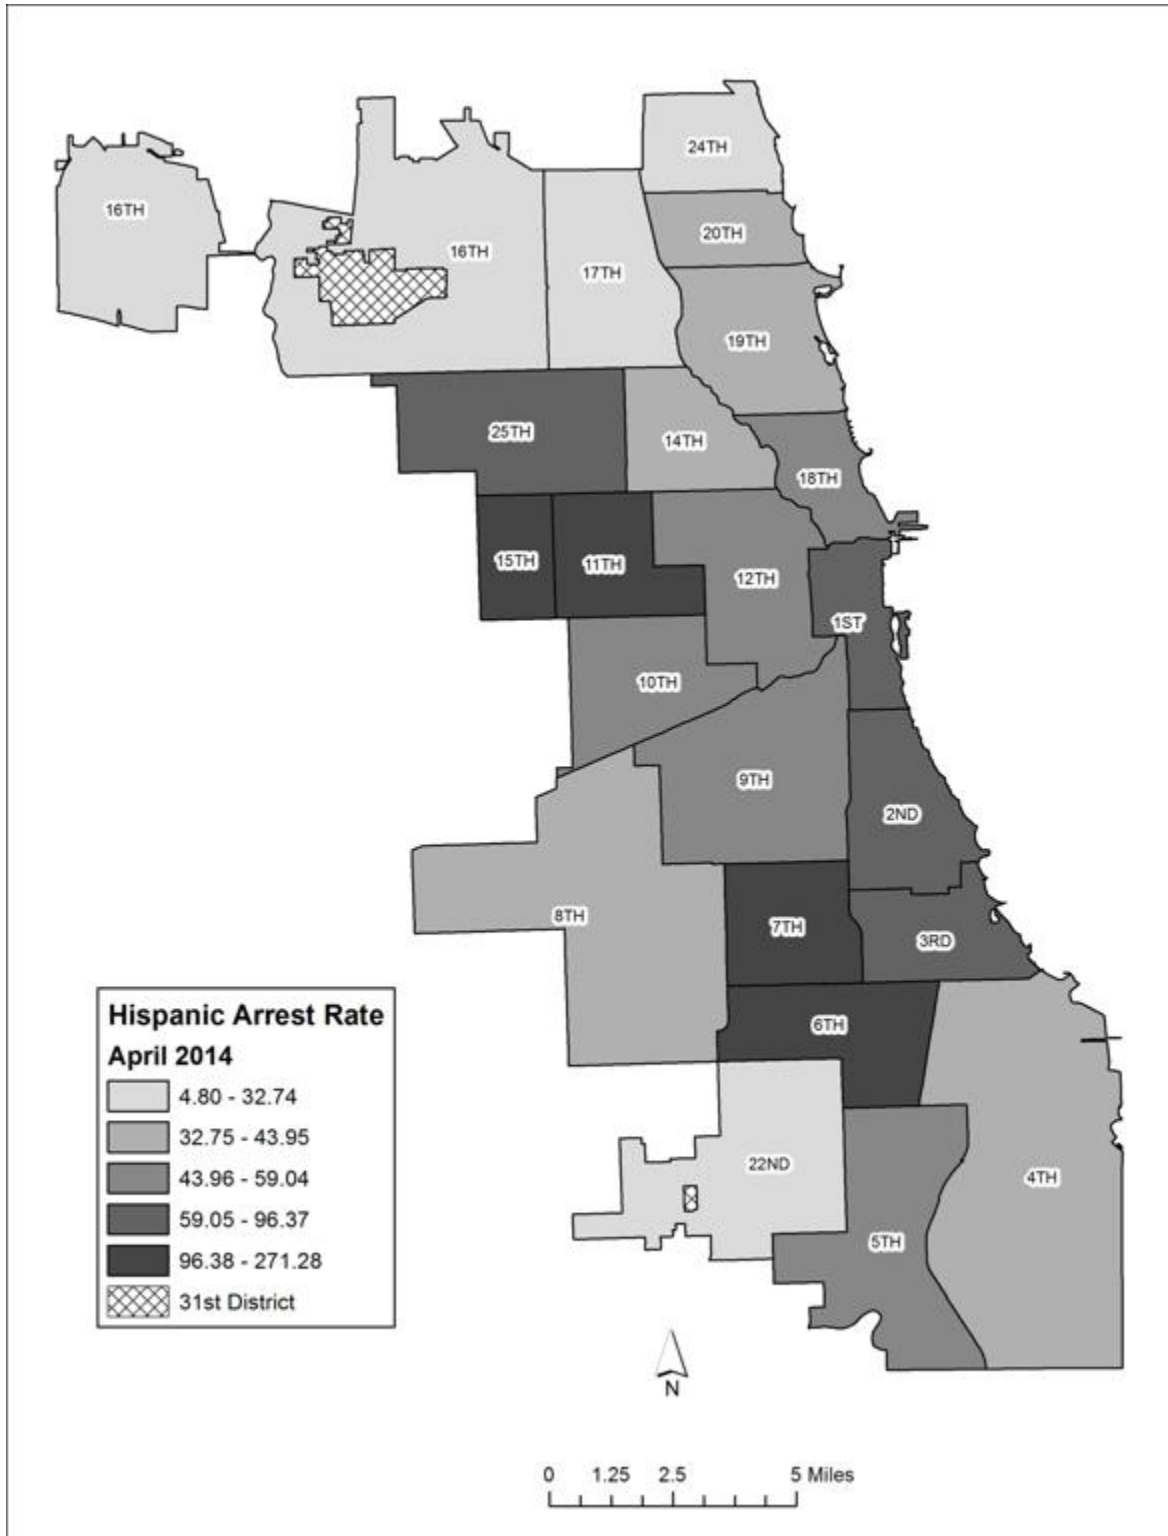 24TH
16TH
20TH
16TH
17TH
19TH
25TH
14TH
18TH
15TH
11TH
12TH
1ST
10TH
9TH
2ND
8TH
7TH
3RD
6TH
22ND
4TH
5TH
Hispanic Arrest Rate
April 2014
4.80 - 32.74
32.75 - 43.95
43.96 - 59.04
59.05 - 96.37
96.38 - 271.28
31st District
N
0 1.25 2.5 5 Miles